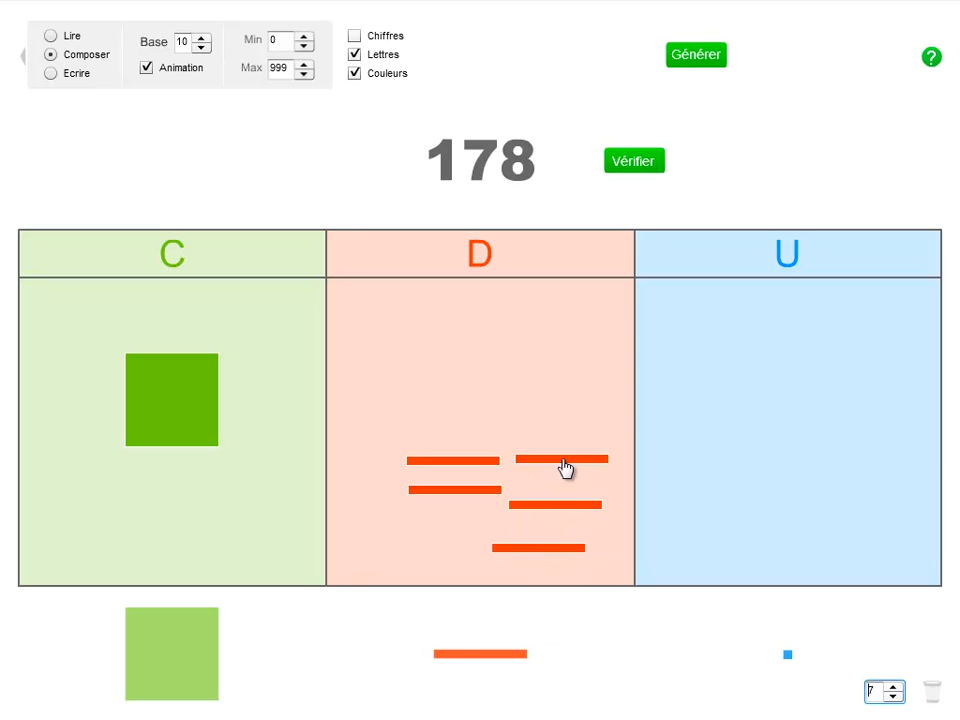 Lire
Composer
Ecrire
Base 10
Animation
Min 0
Max 999
Chiffres
Lettres
Couleurs
Générer
?
178
Vérifier
C D U
7